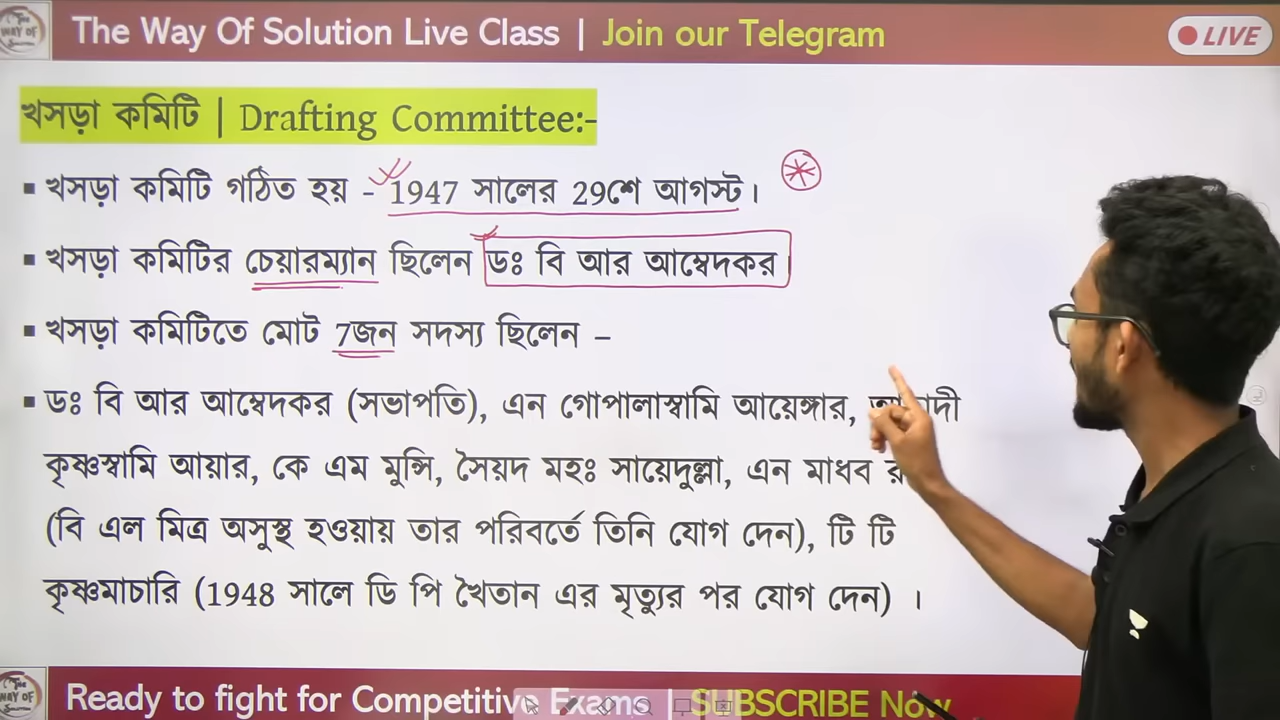 The Way Of Solution Live Class | Join our Telegram
LIVE
খসড়া কমিটি | Drafting Committee:-
▪ খসড়া কমিটি গঠিত হয় - 1947 সালের 29শে আগস্ট।
▪ খসড়া কমিটির চেয়ারম্যান ছিলেন ডঃ বি আর আম্বেদকর
▪ খসড়া কমিটিতে মোট 7জন সদস্য ছিলেন –
▪ ডঃ বি আর আম্বেদকর (সভাপতি), এন গোপালাস্বামি আয়েঙ্গার,
কৃষ্ণস্বামি আয়ার, কে এম মুন্সি, সৈয়দ মহঃ সায়েদুল্লা, এন মাধব
(বি এল মিত্র অসুস্থ হওয়ায় তার পরিবর্তে তিনি যোগ দেন), টি টি
কৃষ্ণমাচারি (1948 সালে ডি পি খৈতান এর মৃত্যুর পর যোগ দেন) ।
The WAY OF
Ready to fight for Competitive Exams | SUBSCRIBE Now